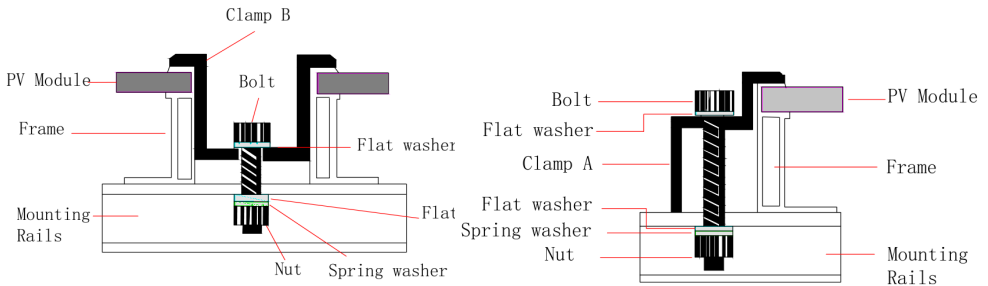 Clamp B
PV Module
Bolt
Frame
Flat washer
Mounting
Rails
Flat
Nut
Spring washer
Bolt
PV Module
Flat washer
Clamp A
Frame
Flat washer
Spring washer
Nut
Mounting
Rails